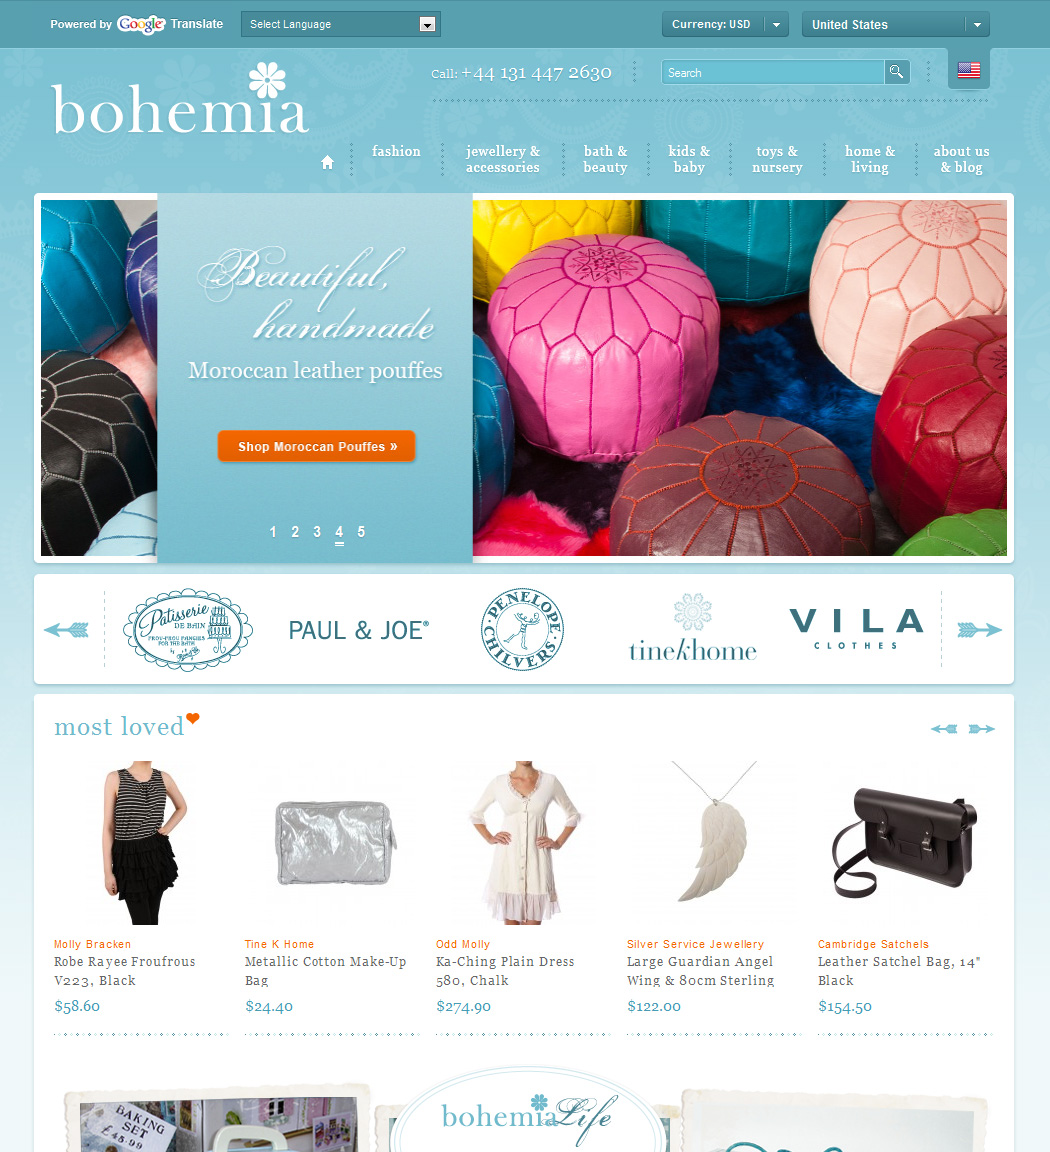 Powered by Google Translate
Select Language
Currency: USD
United States
Call: +44 131 447 2630
Search
bohemia
fashion
jewellery &
accessories
bath &
beauty
kids &
baby
toys &
nursery
home &
living
about us
& blog
Beautiful,
handmade
Moroccan leather pouffes
Shop Moroccan Pouffes »
1 2 3 4 5
Patisserie
DE BAIN
FROU-FROU FANCIES
FOR THE BATH
PAUL & JOE®
PENELOPE
CHILVERS
tinekhome
VILA
CLOTHES
most loved
Molly Bracken
Robe Rayee Froufrous
V223, Black
$58.60
Tine K Home
Metallic Cotton Make-Up
Bag
$24.40
Odd Molly
Ka-Ching Plain Dress
580, Chalk
$274.90
Silver Service Jewellery
Large Guardian Angel
Wing & 80cm Sterling
$122.00
Cambridge Satchels
Leather Satchel Bag, 14"
Black
$154.50
BAKING
SET
£45.99
bohemia Life